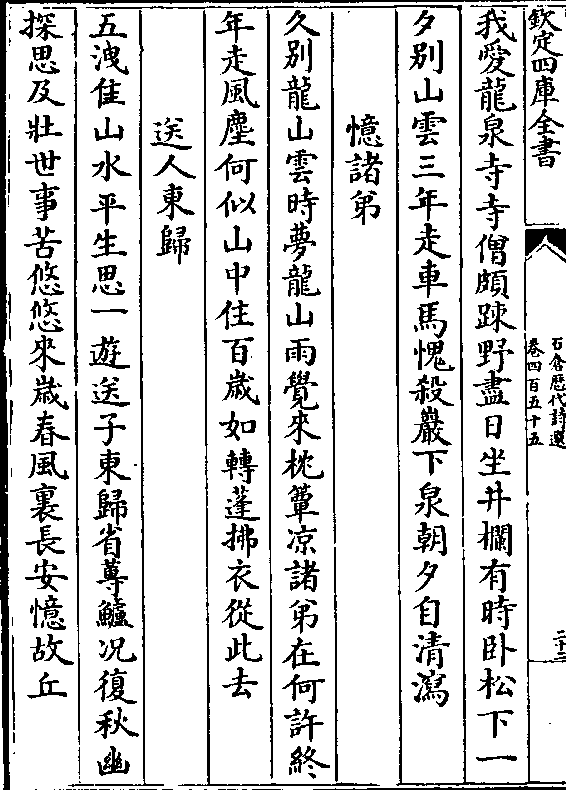 欽定四庫全書
石倉歷代詩選
卷四百五十五
二十二
我愛龍泉寺寺僧頗踈野盡日坐井欄有時卧松下一
夕别山雲三年走車馬愧殺巖下泉朝夕自清瀉
憶諸弟
久别龍山雲時夢龍山雨覺來枕簟凉諸弟在何許終
年走風塵何似山中住百歲如轉蓬拂衣從此去
送人東歸
五洩佳山水平生思一遊送子東歸省蓴鱸况復秋幽
探思及壯世事苦悠悠來歲春風裏長安憶故丘